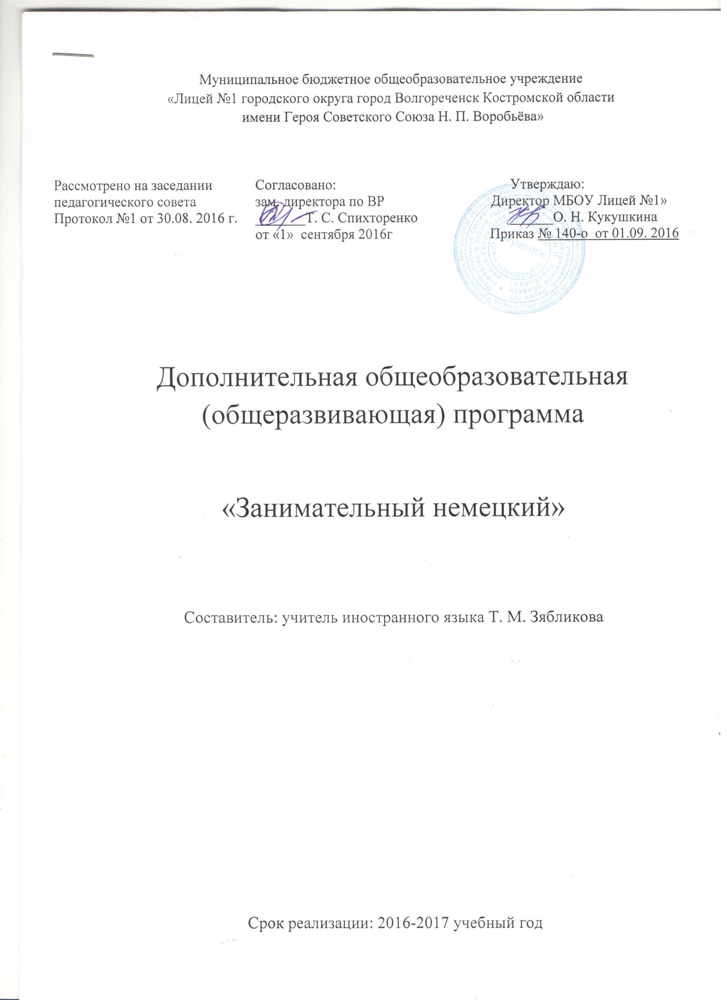 Муниципальное бюджетное общеобразовательное учреждение
«Лицей №1 городского округа город Волгореченск Костромской области
имени Героя Советского Союза Н. П. Воробьёва»
Рассмотрено на заседании
педагогического совета
Протокол №1 от 30.08. 2016 г.
Согласовано:
зам. директора по ВР
________Т. С. Спихторенко
от «1»  сентября 2016г
Утверждаю:
Директор МБОУ Лицей №1»
_______О. Н. Кукушкина
Приказ № 140-о  от 01.09. 2016
документов
Дополнительная общеобразовательная
(общеразвивающая) программа
«Занимательный немецкий»
Составитель: учитель иностранного языка Т. М. Зябликова
Срок реализации: 2016-2017 учебный год